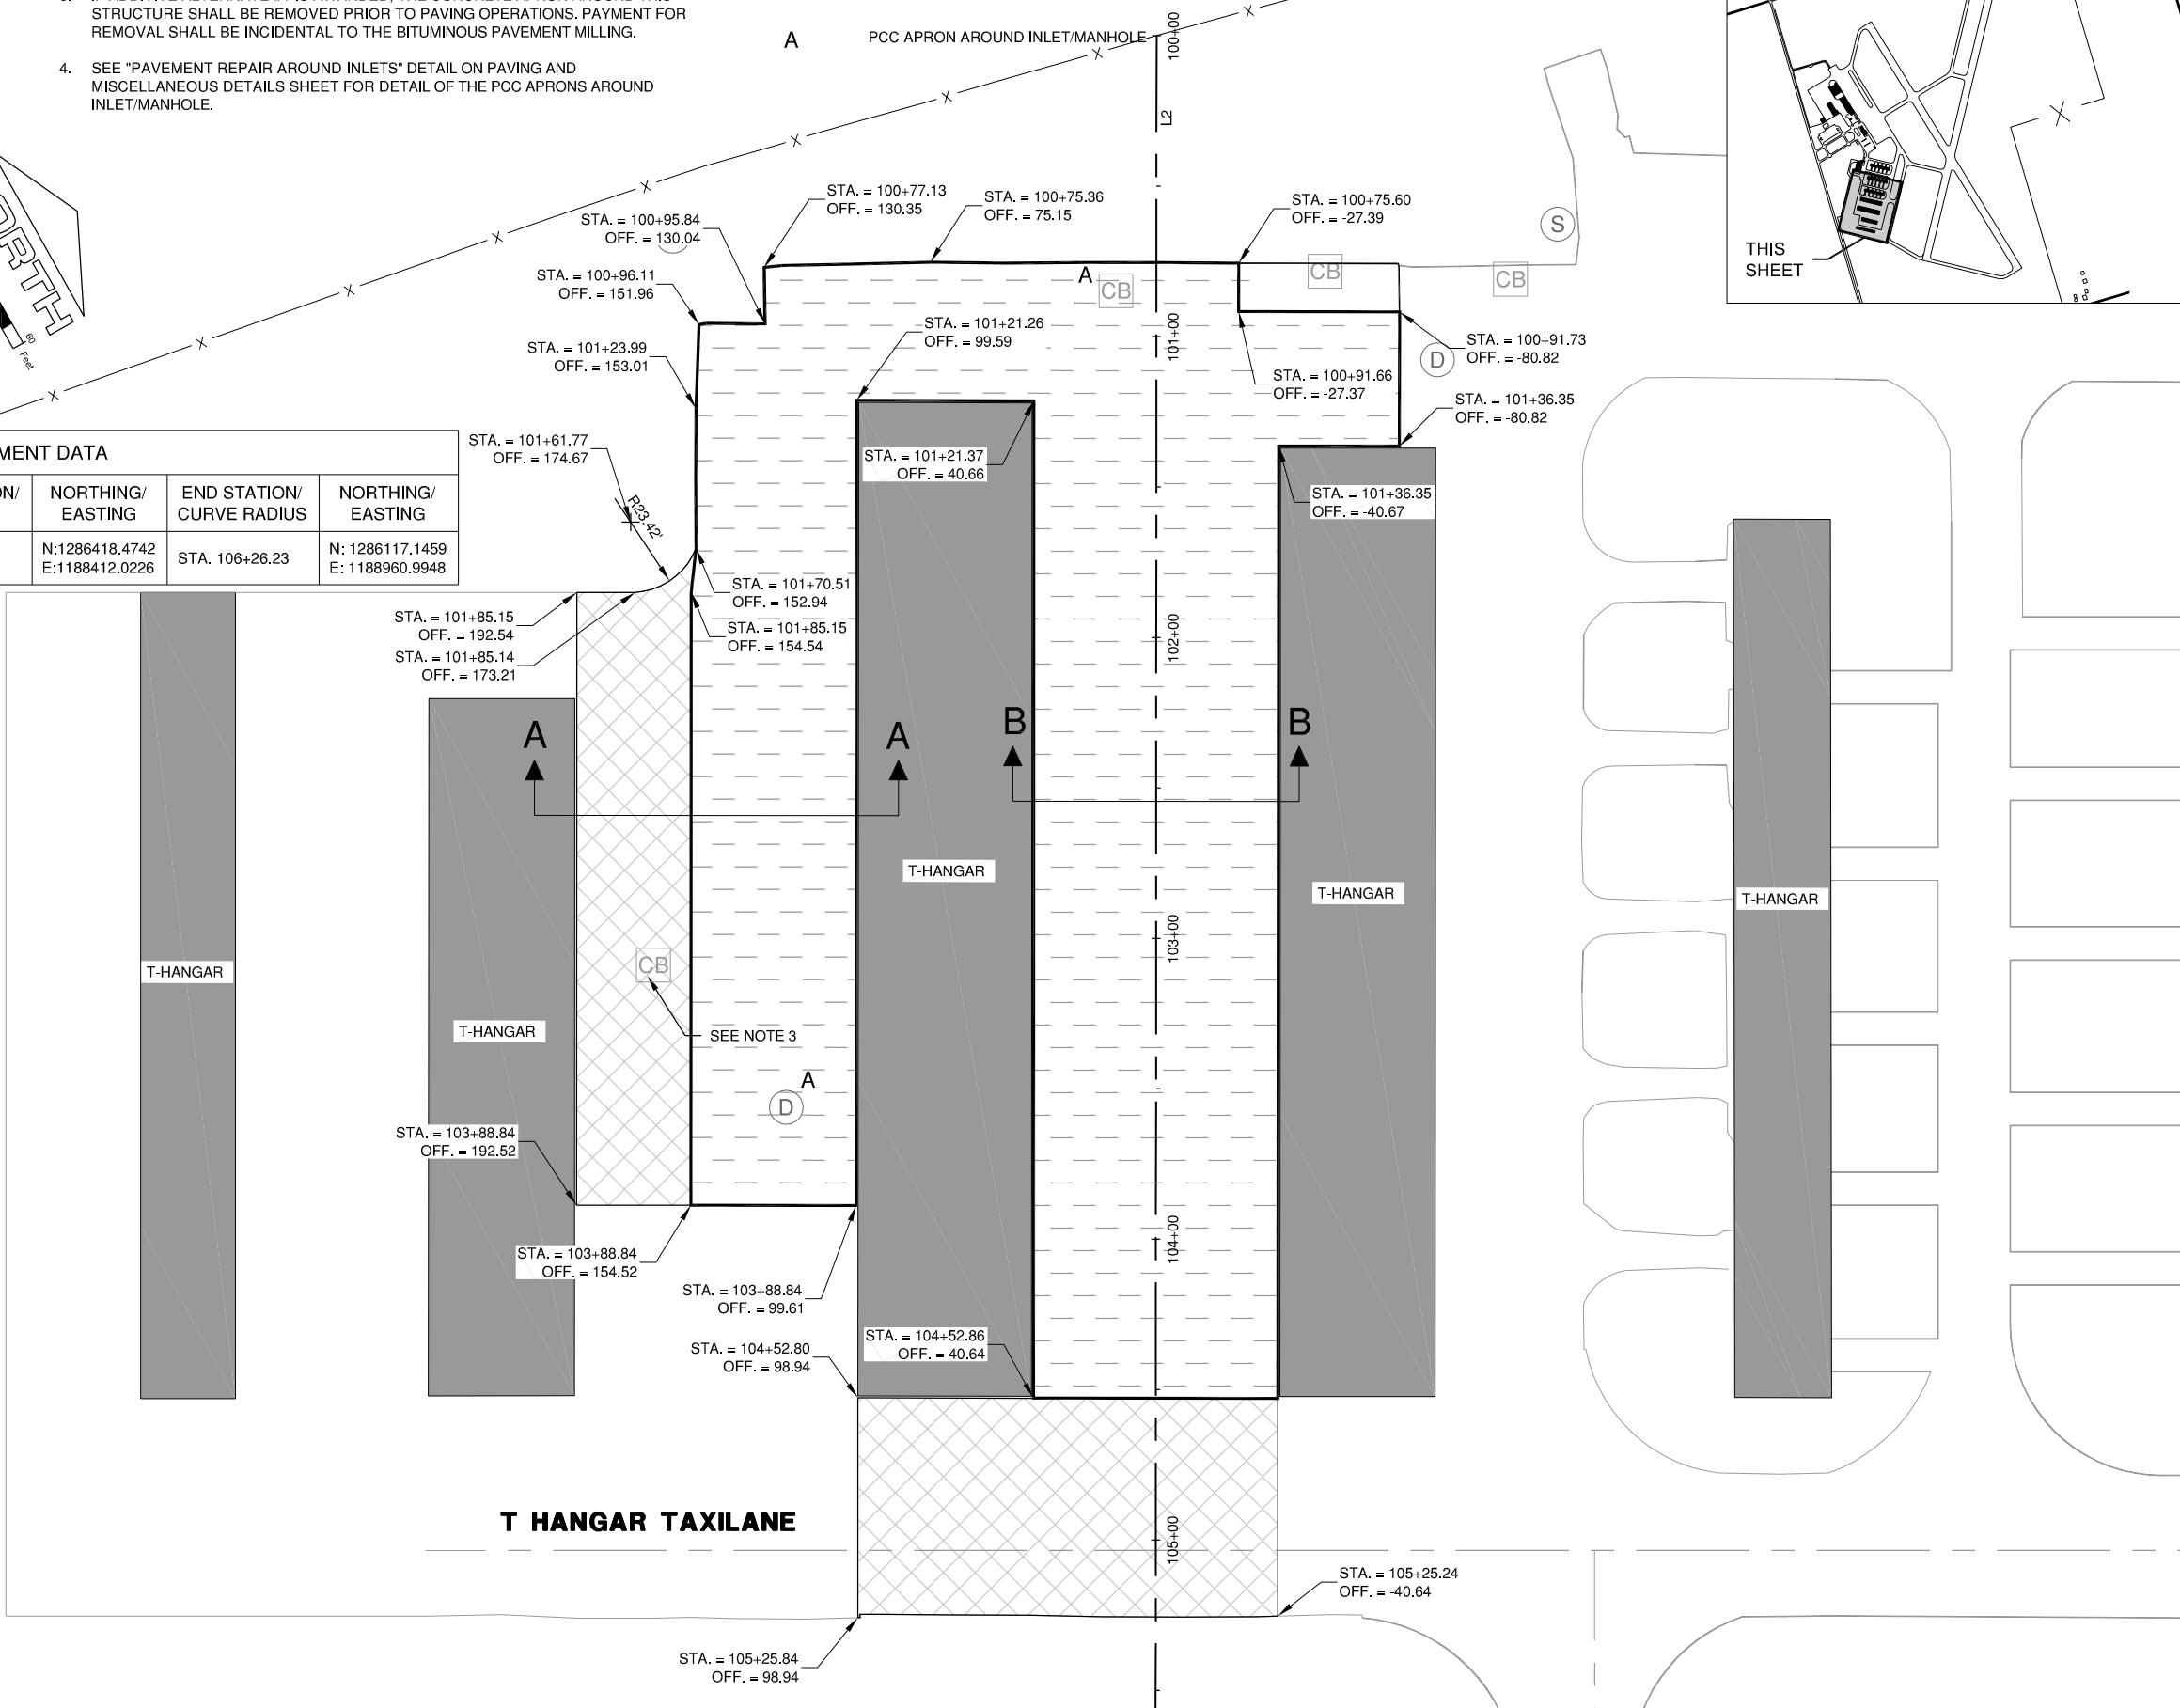 STRUCTURE SHALL BE REMOVED PRIOR TO PAVING OPERATIONS. PAYMENT FOR
REMOVAL SHALL BE INCIDENTAL TO THE BITUMINOUS PAVEMENT MILLING.
4. SEE "PAVEMENT REPAIR AROUND INLETS" DETAIL ON PAVING AND
MISCELLANEOUS DETAILS SHEET FOR DETAIL OF THE PCC APRONS AROUND
INLET/MANHOLE.
A
PCC APRON AROUND INLET/MANHOLE
100+00
L2
THIS
SHEET
60
Feet
STA. = 100+77.13
OFF. = 130.35
STA. = 100+75.36
OFF. = 75.15
STA. = 100+75.60
OFF. = -27.39
STA. = 100+95.84
OFF. = 130.04
S
STA. = 100+96.11
OFF. = 151.96
A
CB
CB
CB
STA. = 101+21.26
OFF. = 99.59
101+00
STA. = 100+91.73
OFF. = -80.82
D
STA. = 101+23.99
OFF. = 153.01
STA. = 100+91.66
OFF. = -27.37
STA. = 101+36.35
OFF. = -80.82
STA. = 101+61.77
OFF. = 174.67
STA. = 101+21.37
OFF. = 40.66
R23.42'
STA. = 101+36.35
OFF. = -40.67
MENT DATA
ON/
NORTHING/
EASTING
END STATION/
CURVE RADIUS
NORTHING/
EASTING
N:1286418.4742
E:1188412.0226
STA. 106+26.23
N: 1286117.1459
E: 1188960.9948
STA. = 101+70.51
OFF. = 152.94
STA. = 101+85.15
OFF. = 192.54
STA. = 101+85.15
OFF. = 154.54
STA. = 101+85.14
OFF. = 173.21
102+00
A
A
B
B
T-HANGAR
T-HANGAR
T-HANGAR
103+00
T-HANGAR
CB
T-HANGAR
SEE NOTE 3
A
D
STA. = 103+88.84
OFF. = 192.52
STA. = 103+88.84
OFF. = 154.52
104+00
STA. = 103+88.84
OFF. = 99.61
STA. = 104+52.80
OFF. = 98.94
STA. = 104+52.86
OFF. = 40.64
T HANGAR TAXILANE
105+00
STA. = 105+25.24
OFF. = -40.64
STA. = 105+25.84
OFF. = 98.94